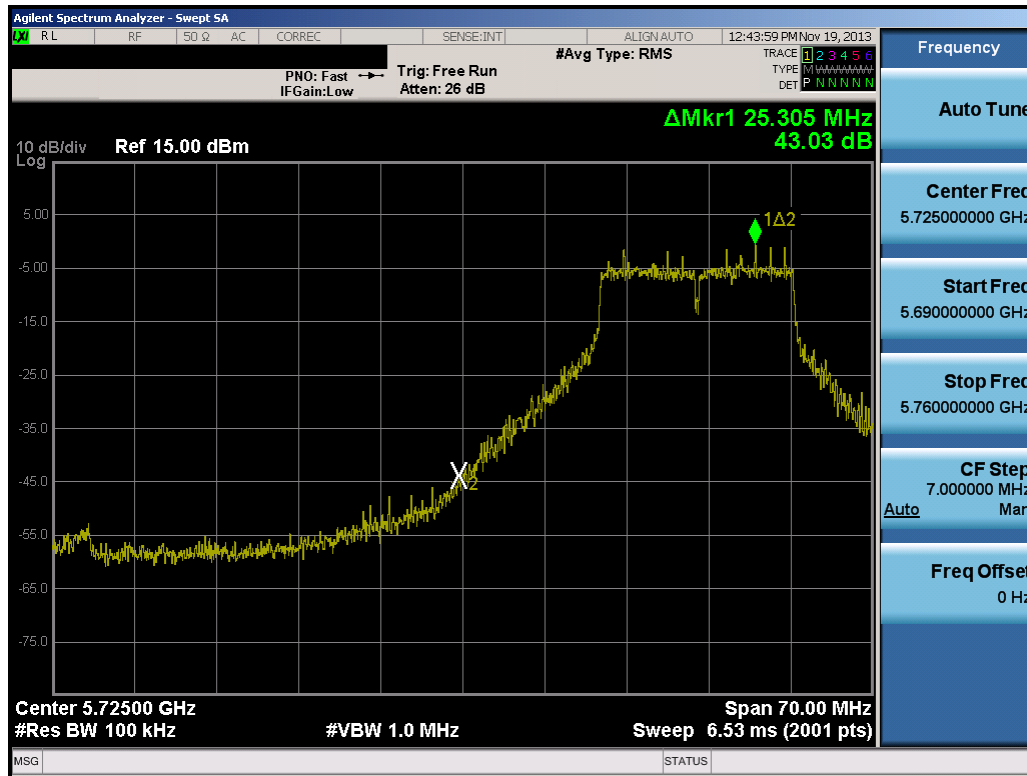 Agilent Spectrum Analyzer - Swept SA
LXI RL RF 50 Ω AC CORREC SENSE:INT ALIGN AUTO 12:43:59 PM Nov 19, 2013
#Avg Type: RMS
TRACE 1 2 3 4 5 6
TYPE M
DET P N N N N N
PNO: Fast Trig: Free Run
IFGain:Low Atten: 26 dB
ΔMkr1 25.305 MHz
43.03 dB
10 dB/div Ref 15.00 dBm
Log
5.00
-5.00
-15.0
-25.0
-35.0
-45.0
-55.0
-65.0
-75.0
1Δ2
X2
Center 5.72500 GHz Span 70.00 MHz
#Res BW 100 kHz #VBW 1.0 MHz Sweep 6.53 ms (2001 pts)
MSG STATUS
Frequency
Auto Tune
Center Freq
5.725000000 GHz
Start Freq
5.690000000 GHz
Stop Freq
5.760000000 GHz
CF Step
7.000000 MHz
Auto Man
Freq Offset
0 Hz